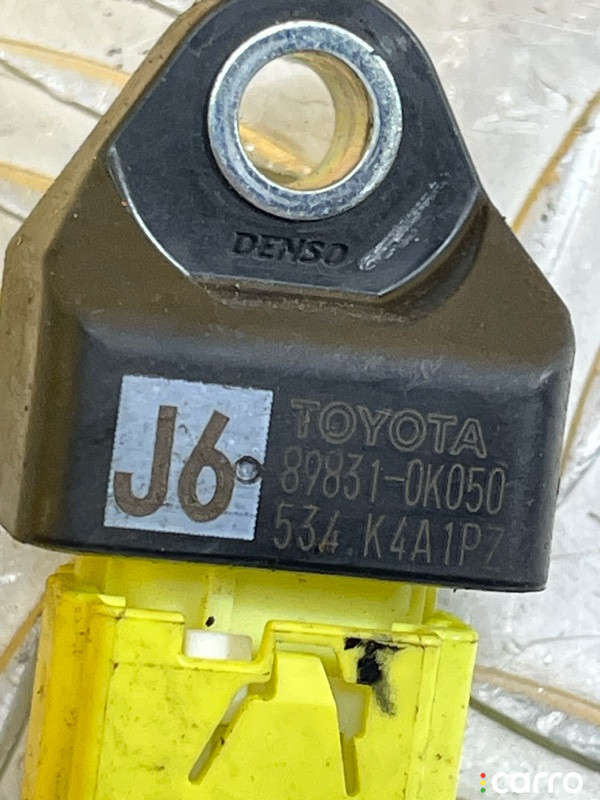 DENSO
J6
TOYOTA
89831-0K050
534.K4A1PZ
carro